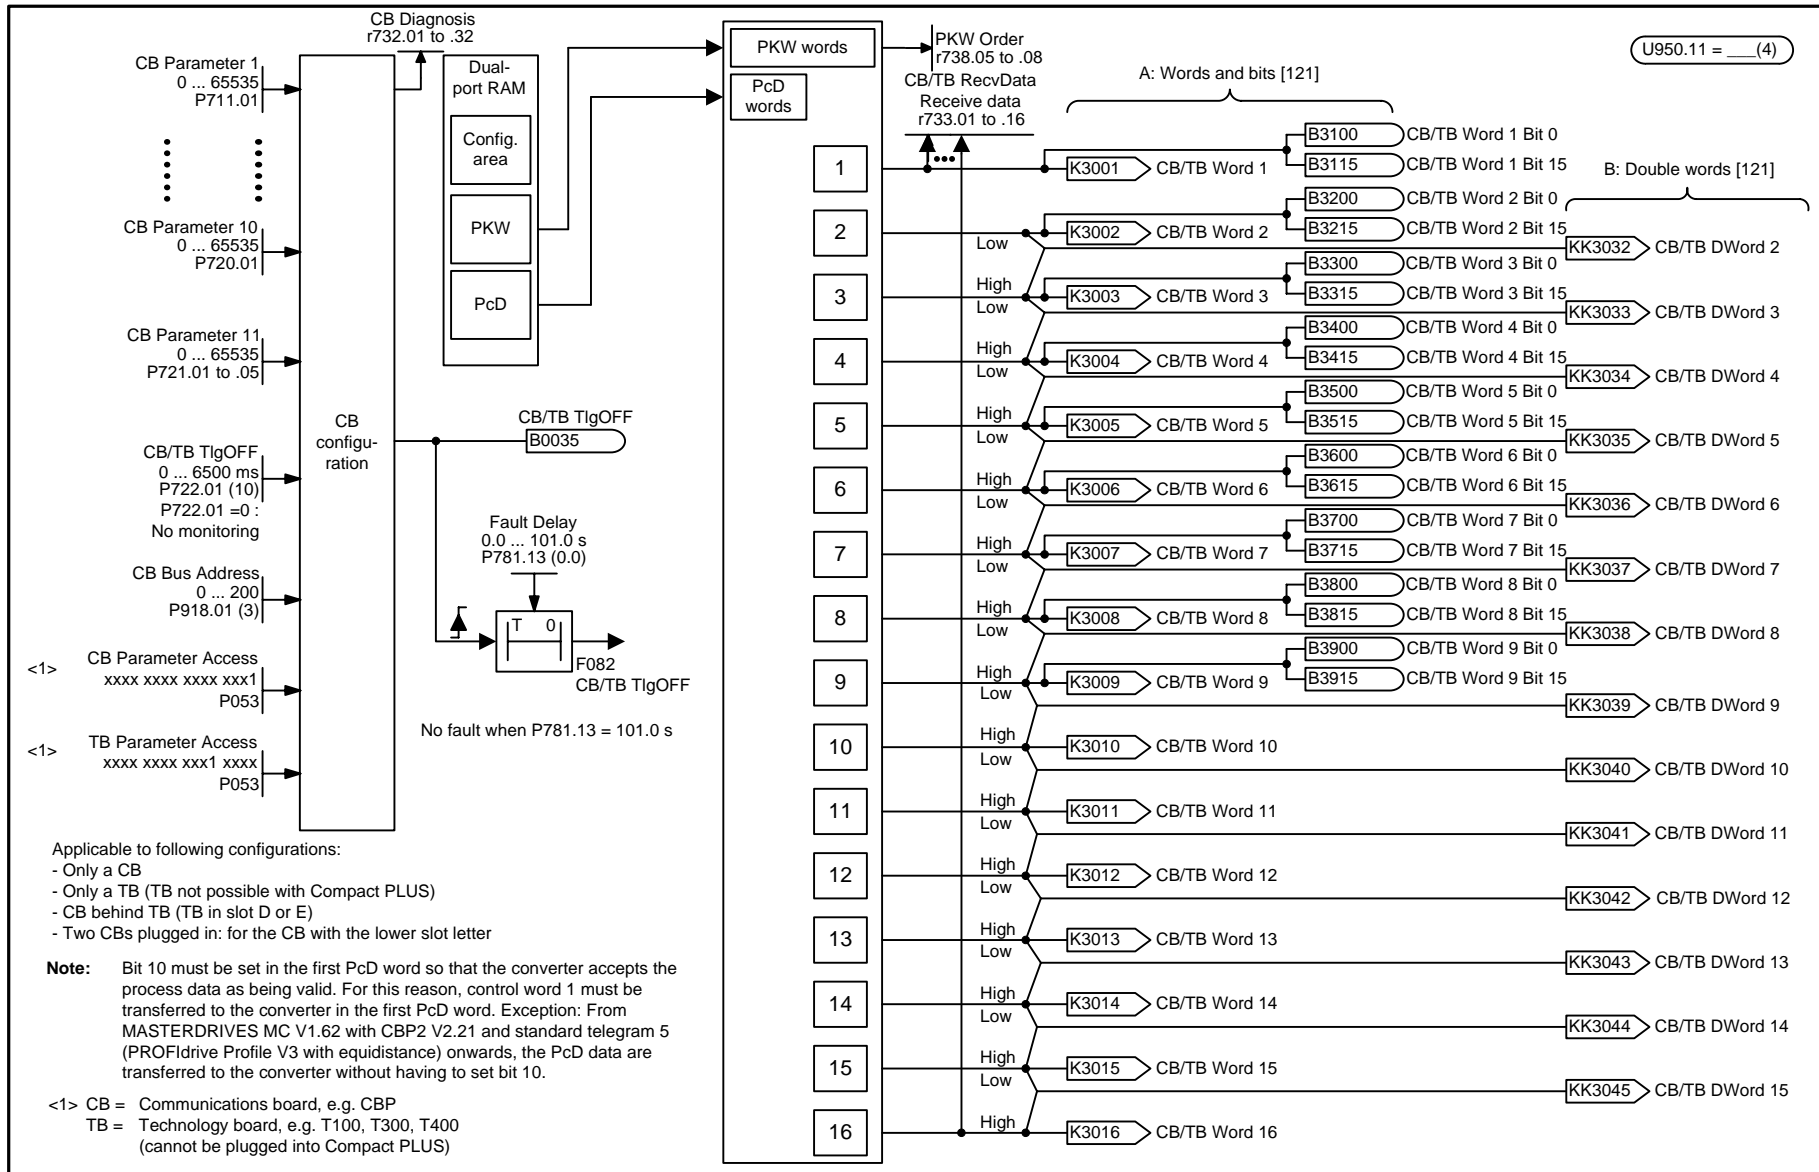 CB Diagnosis
r732.01 to .32
CB Parameter 1
0 ... 65535
P711.01
CB Parameter 10
0 ... 65535
P720.01
CB Parameter 11
0 ... 65535
P721.01 to .05
CB/TB TlgOFF
0 ... 6500 ms
P722.01 (10)
P722.01 =0 :
No monitoring
CB Bus Address
0 ... 200
P918.01 (3)
<1>
CB Parameter Access
xxxx xxxx xxxx xxx1
P053
<1>
TB Parameter Access
xxxx xxxx xxx1 xxxx
P053
CB
configu-
ration
Dual-
port RAM
Config.
area
PKW
PcD
CB/TB TlgOFF
B0035
Fault Delay
0.0 ... 101.0 s
P781.13 (0.0)
T 0
F082
CB/TB TlgOFF
No fault when P781.13 = 101.0 s
PKW words
PcD
words
PKW Order
r738.05 to .08
CB/TB RecvData
Receive data
r733.01 to .16
U950.11 = ___(4)
A: Words and bits [121]
B: Double words [121]
1
K3001 CB/TB Word 1
B3100 CB/TB Word 1 Bit 0
B3115 CB/TB Word 1 Bit 15
2
Low
K3002 CB/TB Word 2
B3200 CB/TB Word 2 Bit 0
B3215 CB/TB Word 2 Bit 15
KK3032 CB/TB DWord 2
3
High
Low
K3003 CB/TB Word 3
B3300 CB/TB Word 3 Bit 0
B3315 CB/TB Word 3 Bit 15
KK3033 CB/TB DWord 3
4
High
Low
K3004 CB/TB Word 4
B3400 CB/TB Word 4 Bit 0
B3415 CB/TB Word 4 Bit 15
KK3034 CB/TB DWord 4
5
High
Low
K3005 CB/TB Word 5
B3500 CB/TB Word 5 Bit 0
B3515 CB/TB Word 5 Bit 15
KK3035 CB/TB DWord 5
6
High
Low
K3006 CB/TB Word 6
B3600 CB/TB Word 6 Bit 0
B3615 CB/TB Word 6 Bit 15
KK3036 CB/TB DWord 6
7
High
Low
K3007 CB/TB Word 7
B3700 CB/TB Word 7 Bit 0
B3715 CB/TB Word 7 Bit 15
KK3037 CB/TB DWord 7
8
High
Low
K3008 CB/TB Word 8
B3800 CB/TB Word 8 Bit 0
B3815 CB/TB Word 8 Bit 15
KK3038 CB/TB DWord 8
9
High
Low
K3009 CB/TB Word 9
B3900 CB/TB Word 9 Bit 0
B3915 CB/TB Word 9 Bit 15
KK3039 CB/TB DWord 9
10
High
Low
K3010 CB/TB Word 10
KK3040 CB/TB DWord 10
11
High
Low
K3011 CB/TB Word 11
KK3041 CB/TB DWord 11
12
High
Low
K3012 CB/TB Word 12
KK3042 CB/TB DWord 12
13
High
Low
K3013 CB/TB Word 13
KK3043 CB/TB DWord 13
14
High
Low
K3014 CB/TB Word 14
KK3044 CB/TB DWord 14
15
High
Low
K3015 CB/TB Word 15
KK3045 CB/TB DWord 15
16
High
K3016 CB/TB Word 16
Applicable to following configurations:
- Only a CB
- Only a TB (TB not possible with Compact PLUS)
- CB behind TB (TB in slot D or E)
- Two CBs plugged in: for the CB with the lower slot letter
Note: Bit 10 must be set in the first PcD word so that the converter accepts the
process data as being valid. For this reason, control word 1 must be
transferred to the converter in the first PcD word. Exception: From
MASTERDRIVES MC V1.62 with CBP2 V2.21 and standard telegram 5
(PROFIdrive Profile V3 with equidistance) onwards, the PcD data are
transferred to the converter without having to set bit 10.
<1> CB = Communications board, e.g. CBP
TB = Technology board, e.g. T100, T300, T400
(cannot be plugged into Compact PLUS)